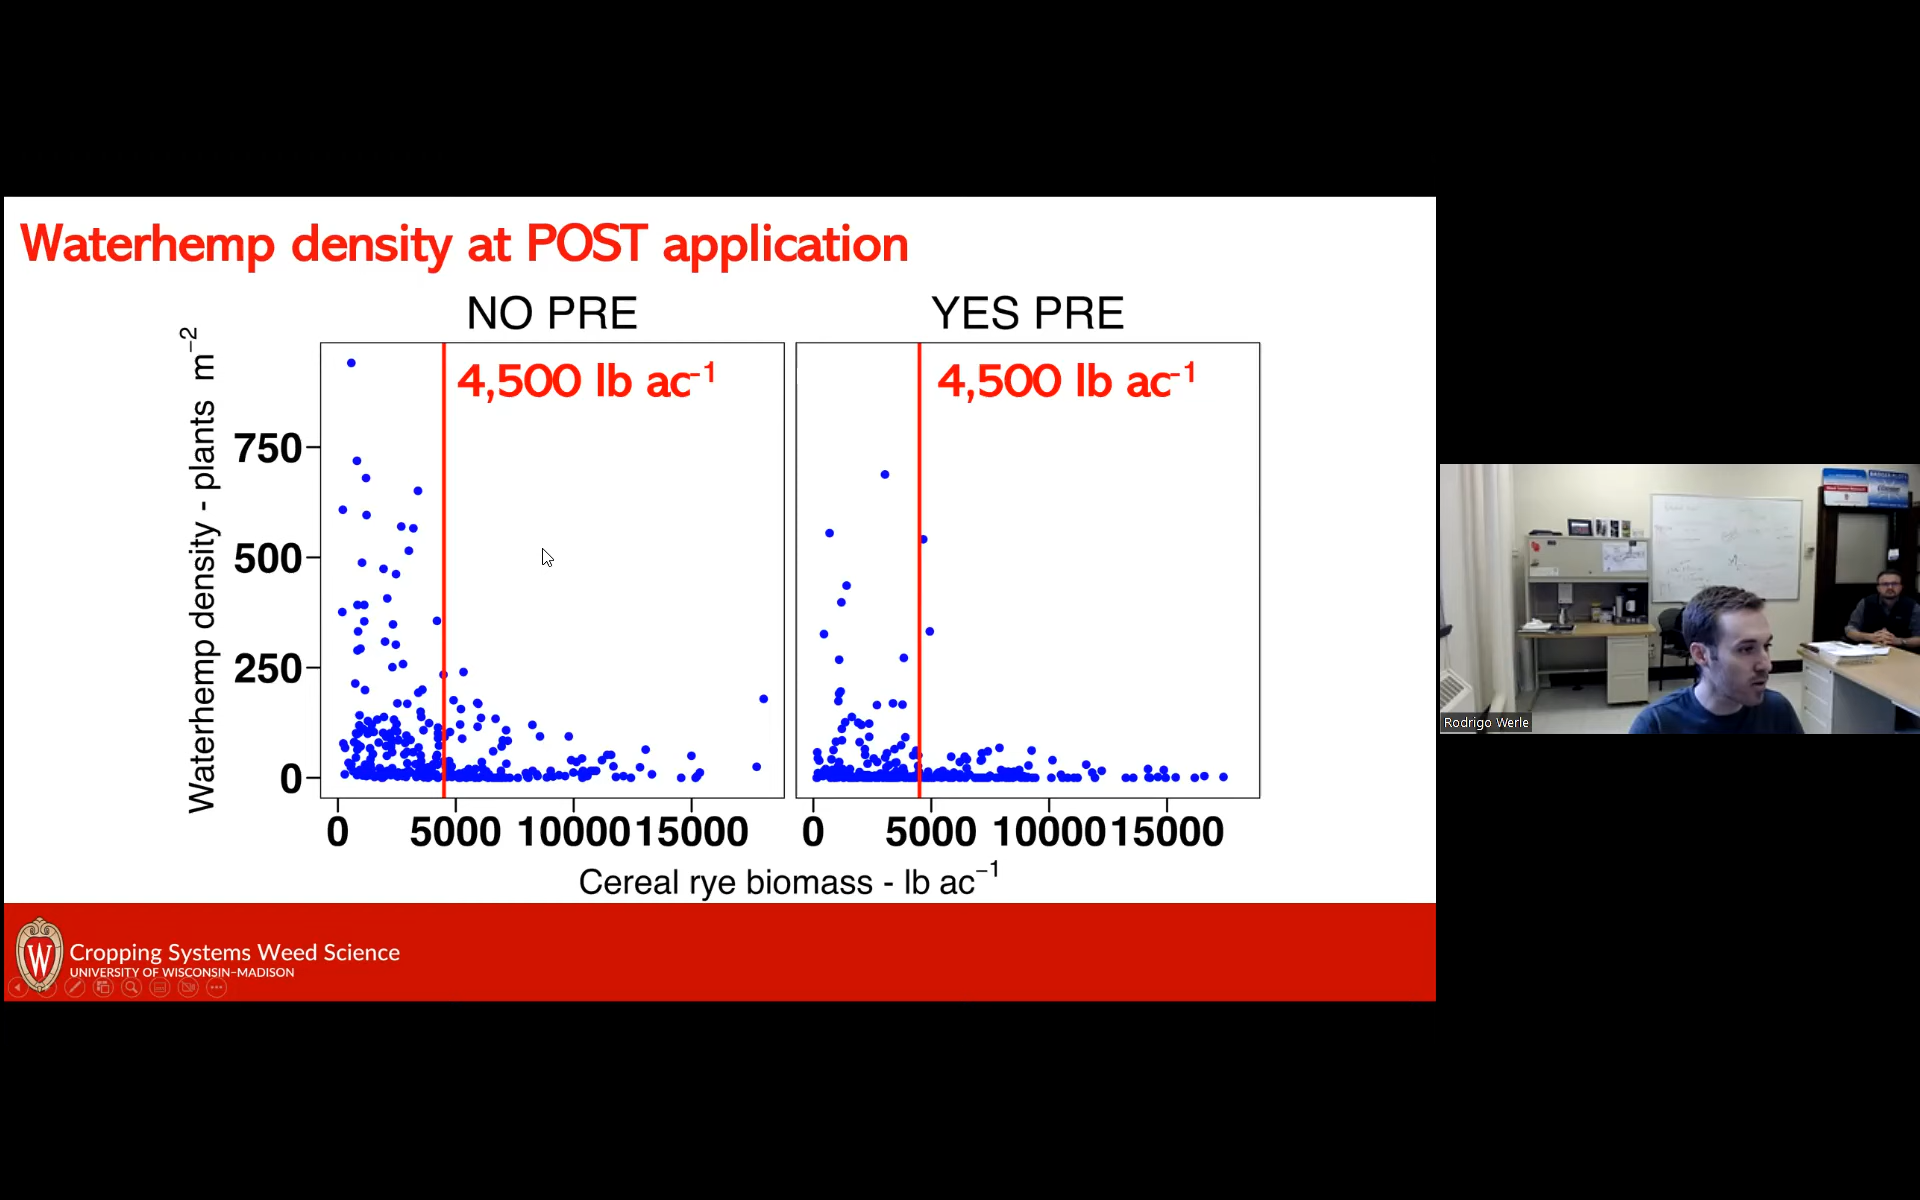 Waterhemp density at POST application
NO PRE
YES PRE
4,500 lb ac⁻¹
4,500 lb ac⁻¹
Waterhemp density - plants m⁻²
750
500
250
0
0 5000 10000 15000
0 5000 10000 15000
Cereal rye biomass - lb ac⁻¹
W
Cropping Systems Weed Science
UNIVERSITY OF WISCONSIN–MADISON
Rodrigo Werle